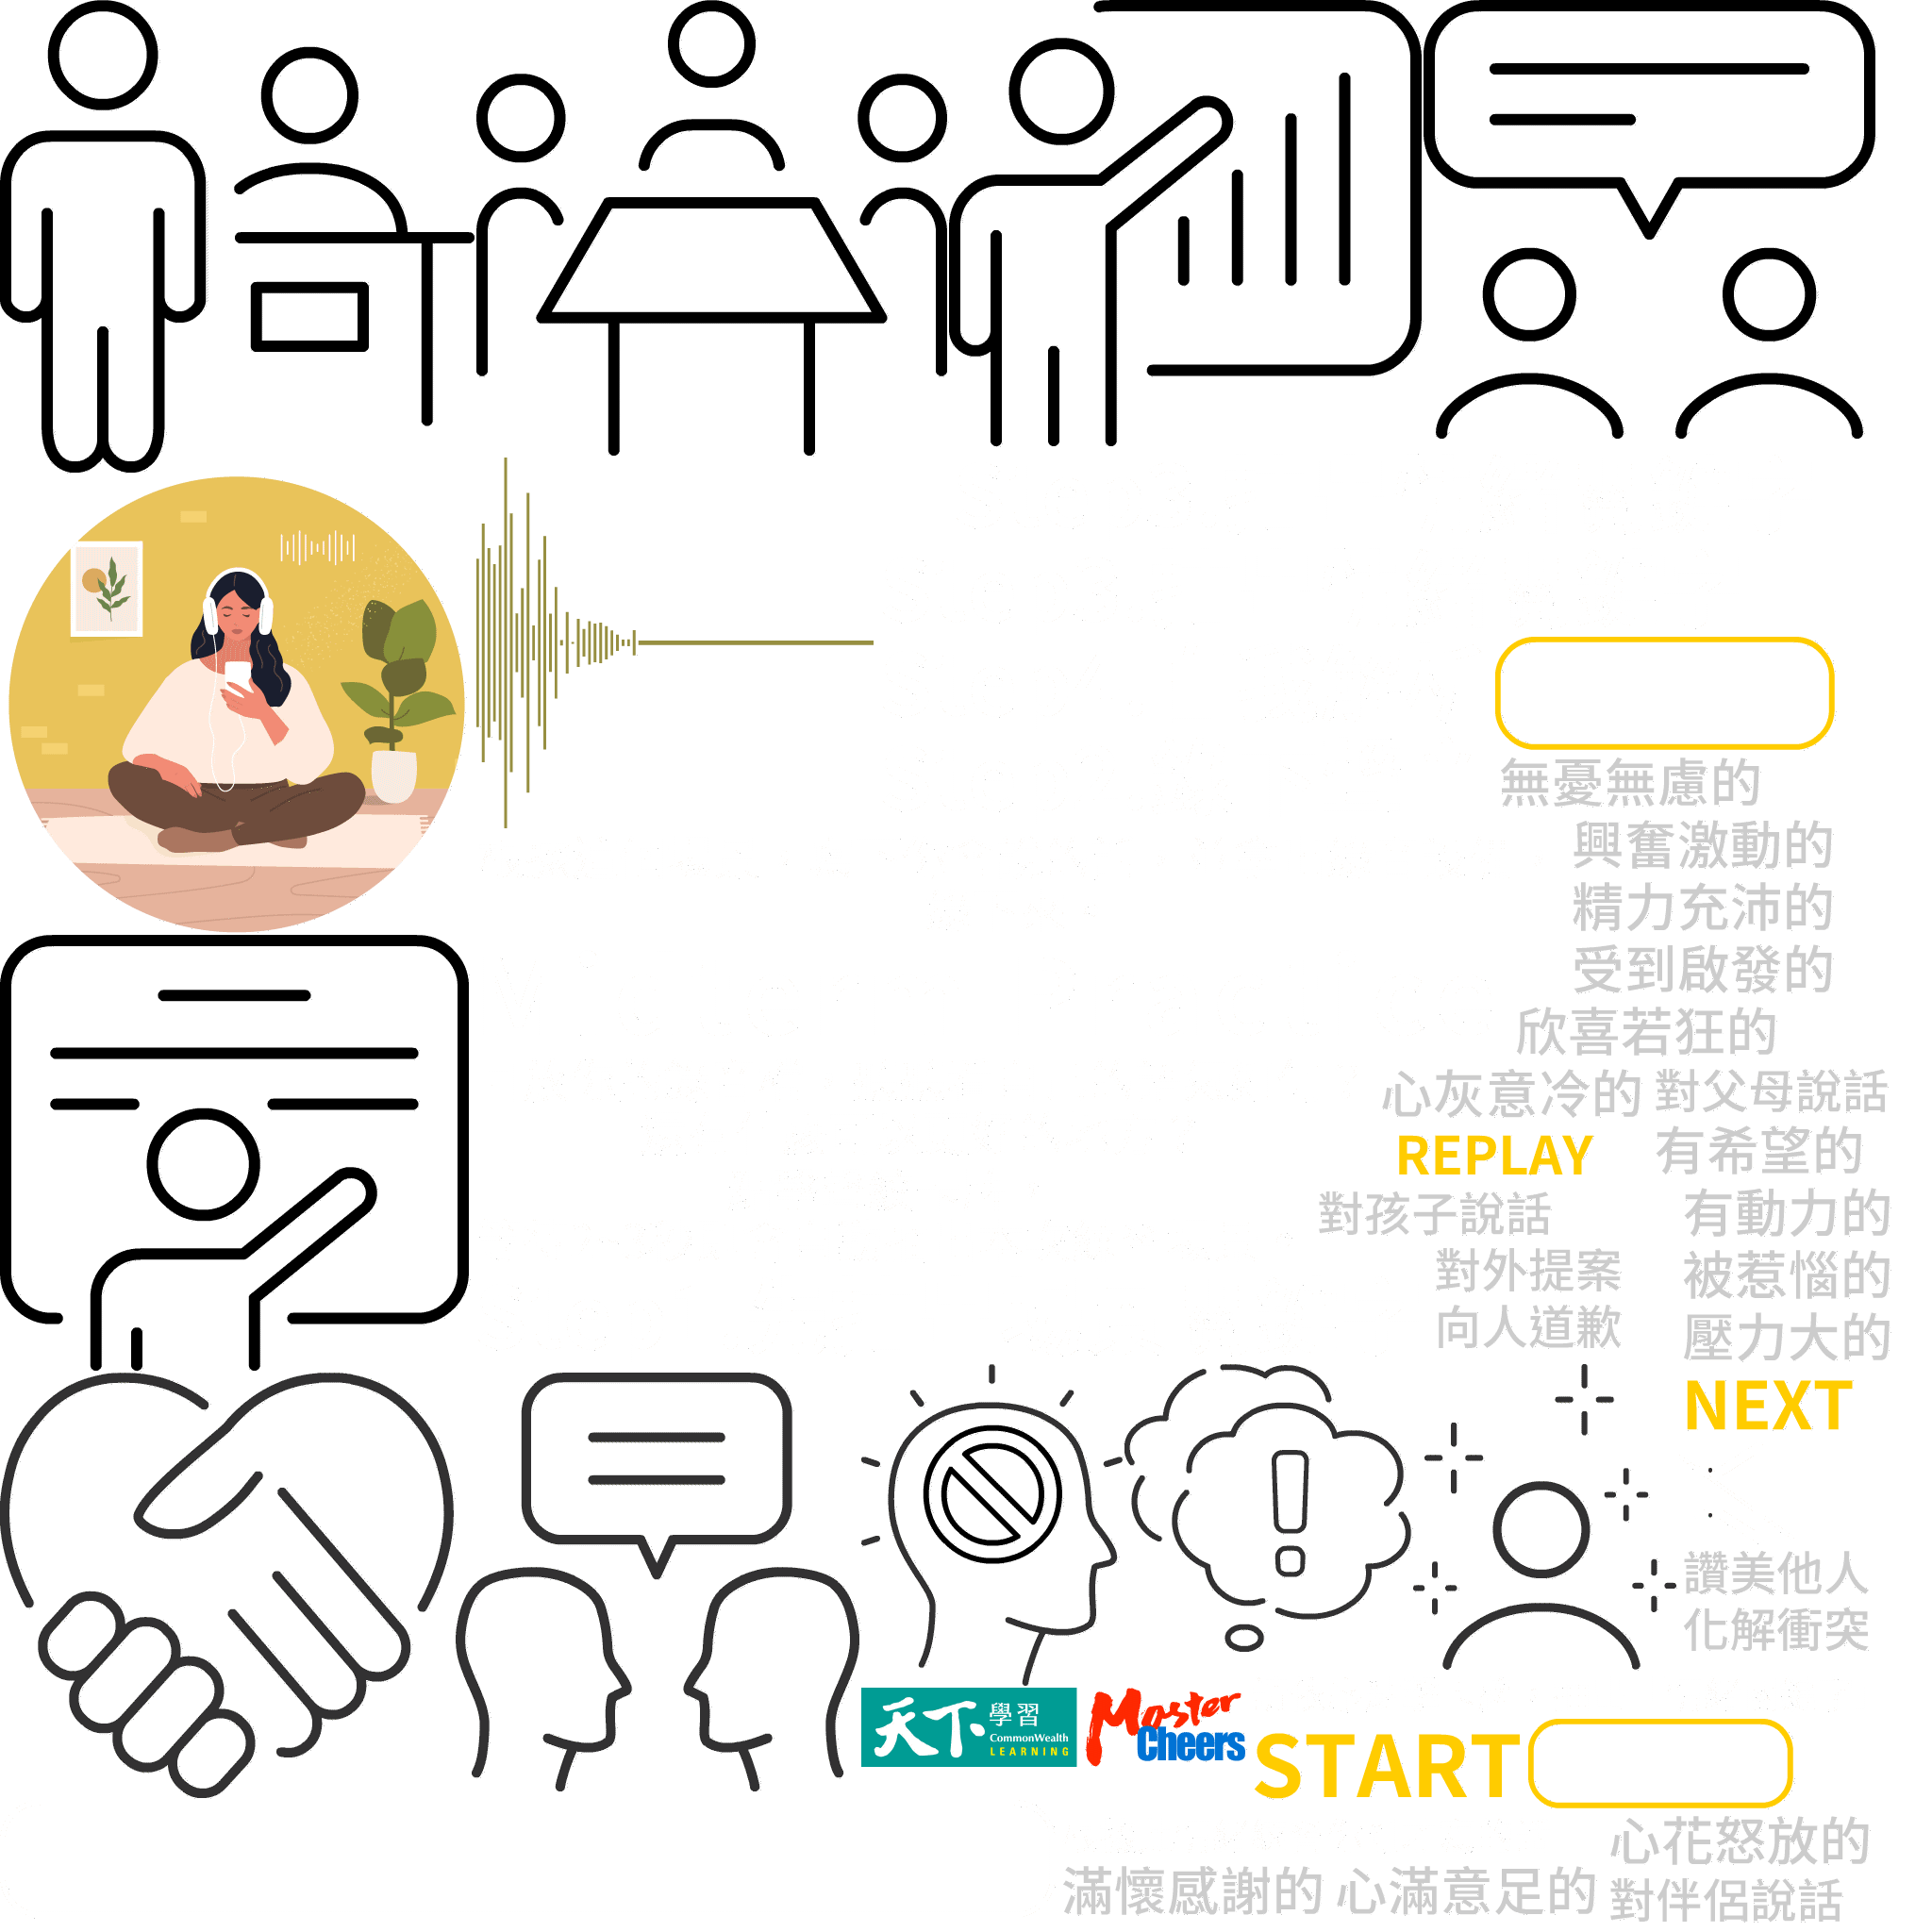 無憂無慮的
興奮激動的
精力充沛的
受到啟發的
欣喜若狂的
心灰意冷的
對父母說話
REPLAY
有希望的
對孩子說話
有動力的
對外提案
被惹惱的
向人道歉
壓力大的
NEXT
讚美他人
化解衝突
天下學習
CommonWealth
LEARNING
Master
Cheers
START
心花怒放的
滿懷感謝的
心滿意足的
對伴侶說話